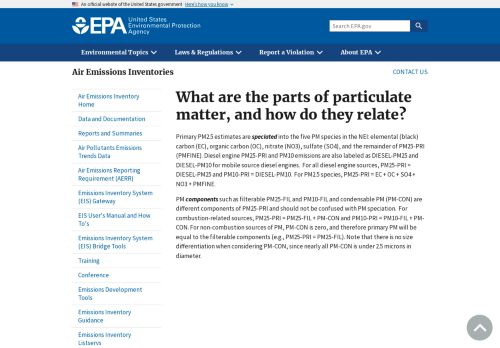 An official website of the United States government Here's how you know
EPA United States
Environmental Protection
Agency
Search EPA.gov
Environmental Topics Laws & Regulations Report a Violation About EPA
Air Emissions Inventories
CONTACT US
Air Emissions Inventory
Home
Data and Documentation
Reports and Summaries
Air Pollutants Emissions
Trends Data
Air Emissions Reporting
Requirement (AERR)
Emissions Inventory System
(EIS) Gateway
EIS User's Manual and How
To's
Emissions Inventory System
(EIS) Bridge Tools
Training
Conference
Emissions Development
Tools
Emissions Inventory
Guidance
Emissions Inventory
Listservs
What are the parts of particulate
matter, and how do they relate?
Primary PM2.5 estimates are speciated into the five PM species in the NEI, elemental (black)
carbon (EC), organic carbon (OC), nitrate (NO3), sulfate (SO4), and the remainder of PM25-PRI
(PMFINE). Diesel engine PM25-PRI and PM10 emissions are also labeled as DIESEL-PM25 and
DIESEL-PM10 for mobile source diesel engines. For all diesel engine sources, PM25-PRI =
DIESEL-PM25 and PM10-PRI = DIESEL-PM10. For PM2.5 species, PM25-PRI = EC + OC + SO4 +
NO3 + PMFINE.
PM components such as filterable PM25-FIL and PM10-FIL and condensable PM (PM-CON) are
different components of PM25-PRI and should not be confused with PM speciation. For
combustion-related sources, PM25-PRI = PM25-FIL + PM-CON and PM10-PRI = PM10-FIL + PM-
CON. For non-combustion sources of PM, PM-CON is zero, and therefore primary PM will be
equal to the filterable components (e.g., PM25-PRI = PM25-FIL). Note that there is no size
differentiation when considering PM-CON, since nearly all PM-CON is under 2.5 microns in
diameter.